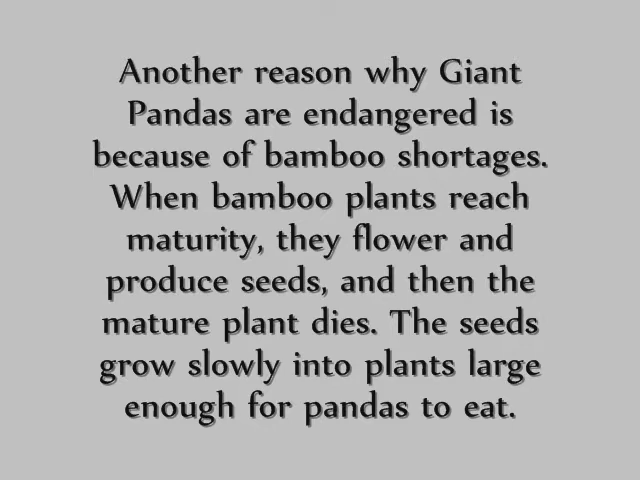 Another reason why Giant
Pandas are endangered is
because of bamboo shortages.
When bamboo plants reach
maturity, they flower and
produce seeds, and then the
mature plant dies. The seeds
grow slowly into plants large
enough for pandas to eat.